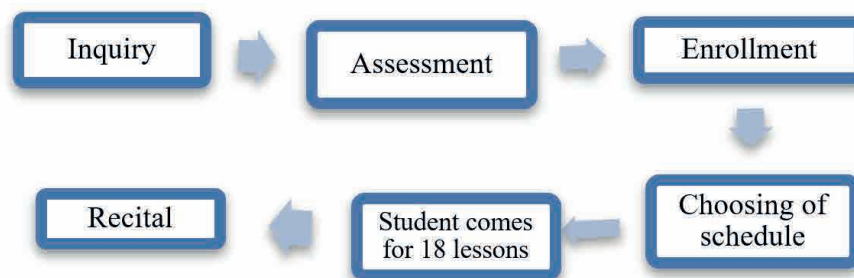 Inquiry
Assessment
Enrollment
Choosing of
schedule
Student comes
for 18 lessons
Recital